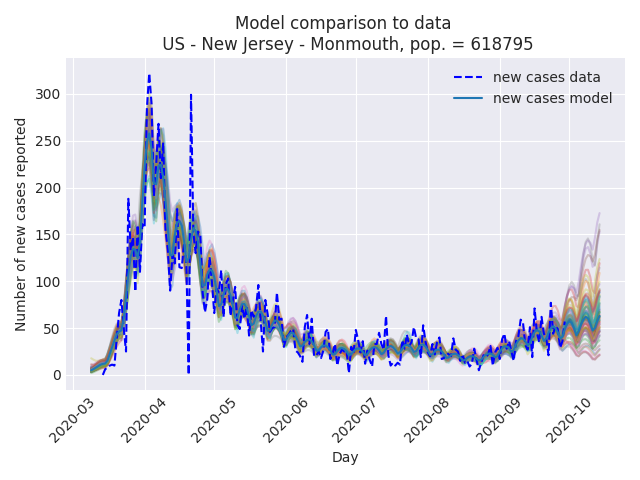 Model comparison to data
US - New Jersey - Monmouth, pop. = 618795
new cases data
new cases model
Number of new cases reported
300
250
200
150
100
50
0
2020-03
2020-04
2020-05
2020-06
2020-07
2020-08
2020-09
2020-10
Day